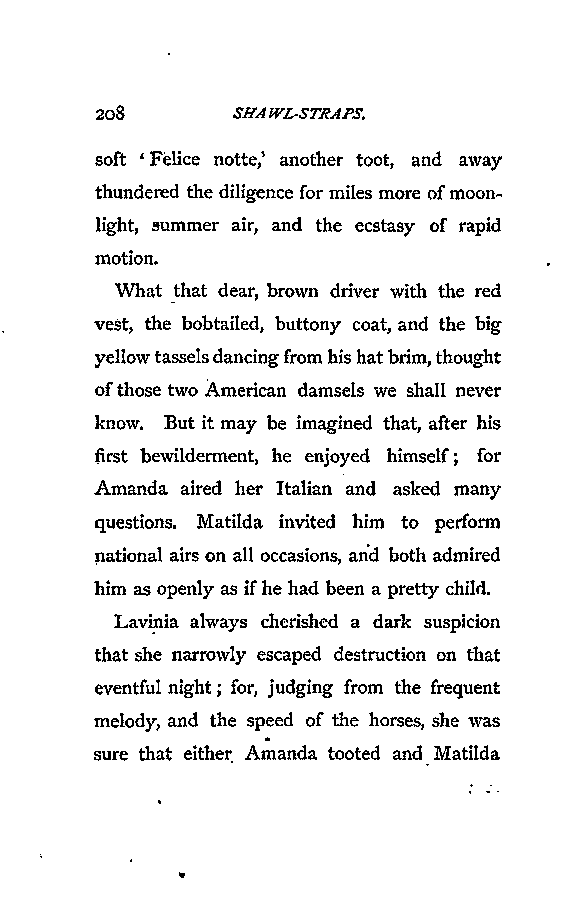 208 SHAWL-STRAPS.
soft ‘Felice notte,’ another toot, and away
thundered the diligence for miles more of moon-
light, summer air, and the ecstasy of rapid
motion.
What that dear, brown driver with the red
vest, the bobtailed, buttony coat, and the big
yellow tassels dancing from his hat brim, thought
of those two American damsels we shall never
know. But it may be imagined that, after his
first bewilderment, he enjoyed himself; for
Amanda aired her Italian and asked many
questions. Matilda invited him to perform
national airs on all occasions, and both admired
him as openly as if he had been a pretty child.
Lavinia always cherished a dark suspicion
that she narrowly escaped destruction on that
eventful night; for, judging from the frequent
melody, and the speed of the horses, she was
sure that either Amanda tooted and Matilda